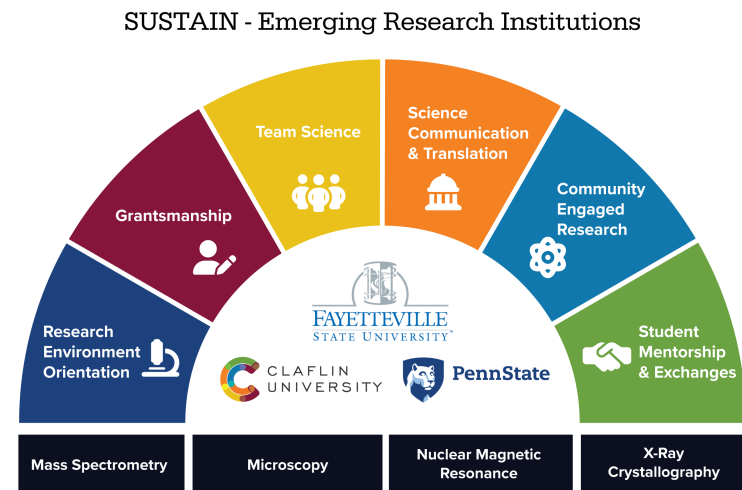 SUSTAIN - Emerging Research Institutions
Science
Communication
& Translation
Team Science
Community
Engaged
Research
Grantsmanship
Research
Environment
Orientation
Student
Mentorship
& Exchanges
FAYETTEVILLE
STATE UNIVERSITY™
CLAFLIN
UNIVERSITY
PennState
Mass Spectrometry
Microscopy
Nuclear Magnetic
Resonance
X-Ray
Crystallography